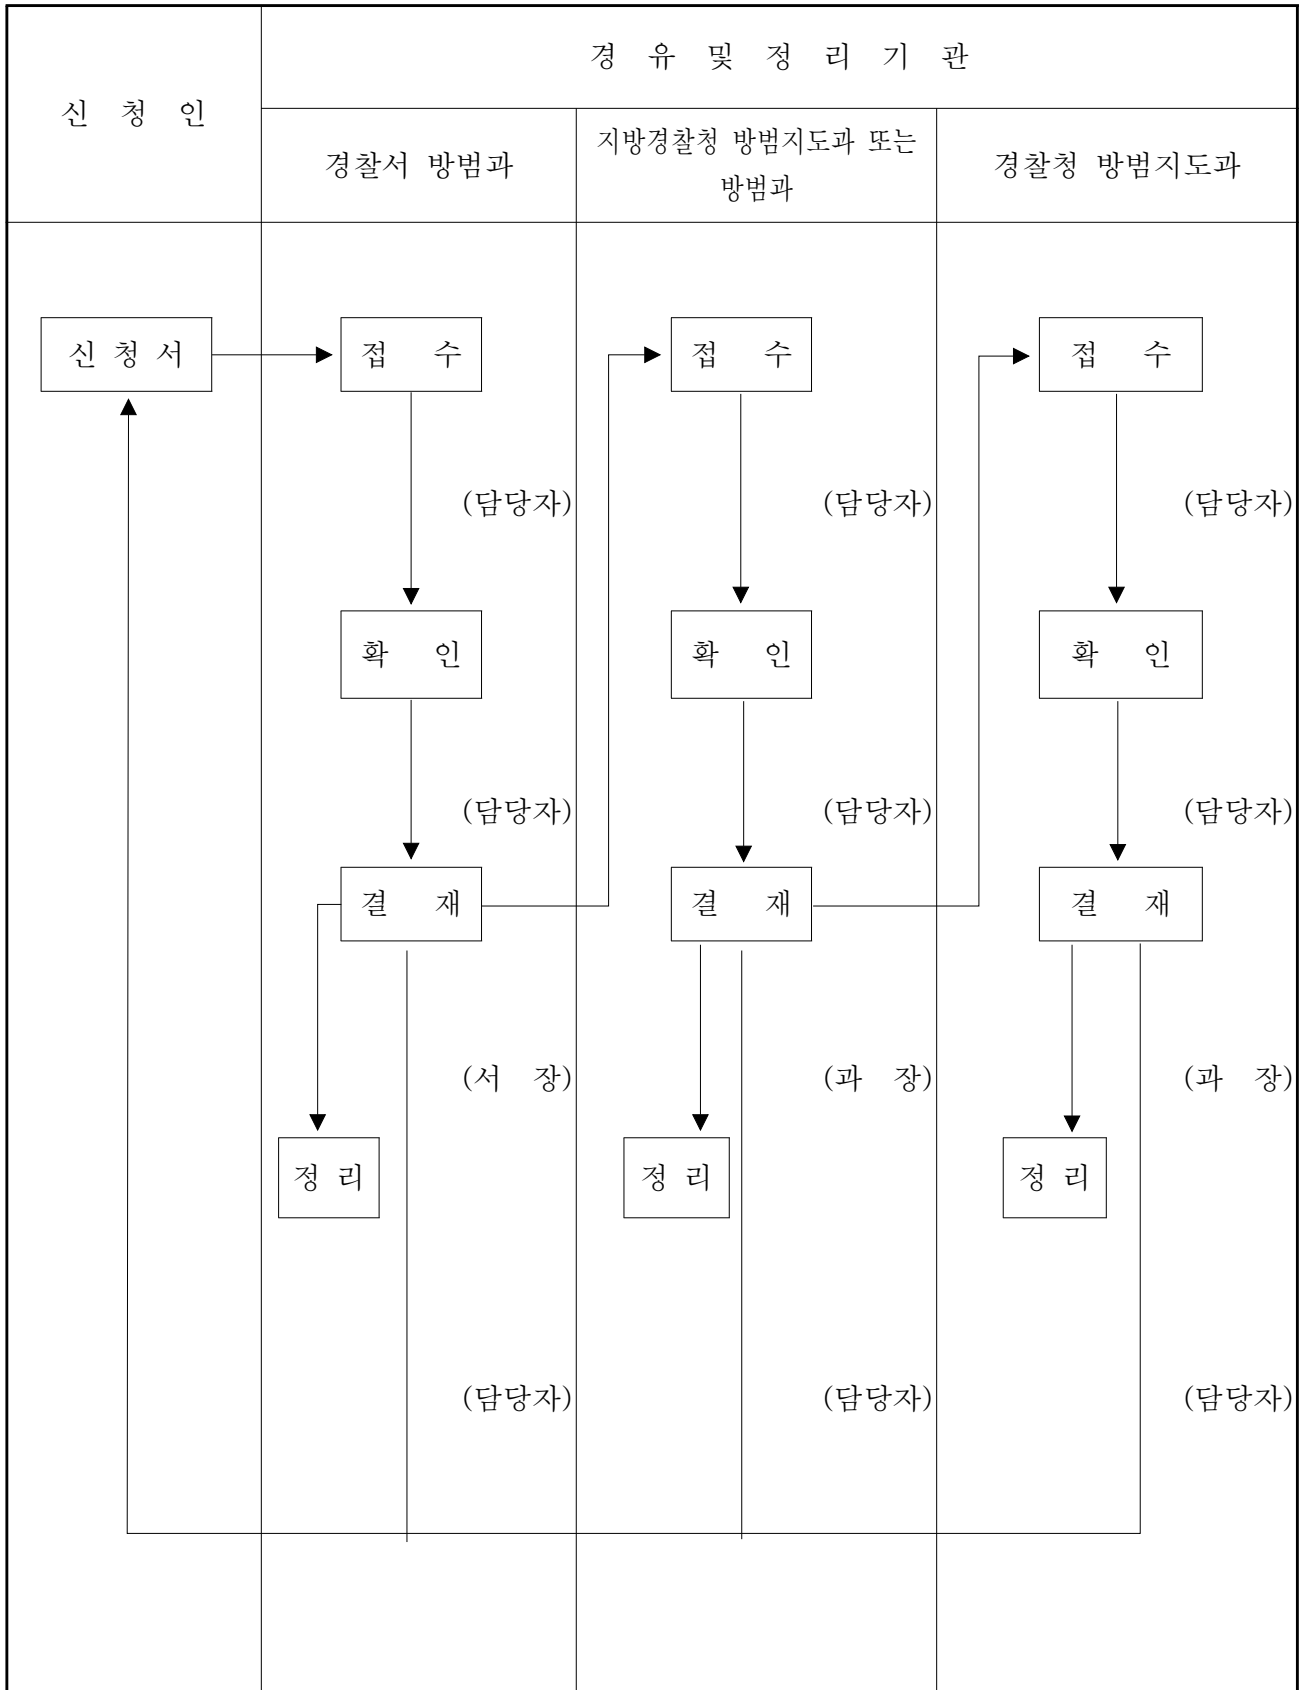 경 유 및 정 리 기 관
신 청 인
경찰서 방범과
지방경찰청 방범지도과 또는
방범과
경찰청 방범지도과
신 청 서
접 수
접 수
접 수
(담당자)
(담당자)
(담당자)
확 인
확 인
확 인
(담당자)
(담당자)
(담당자)
결 재
결 재
결 재
(서 장)
(과 장)
(과 장)
정 리
정 리
정 리
(담당자)
(담당자)
(담당자)